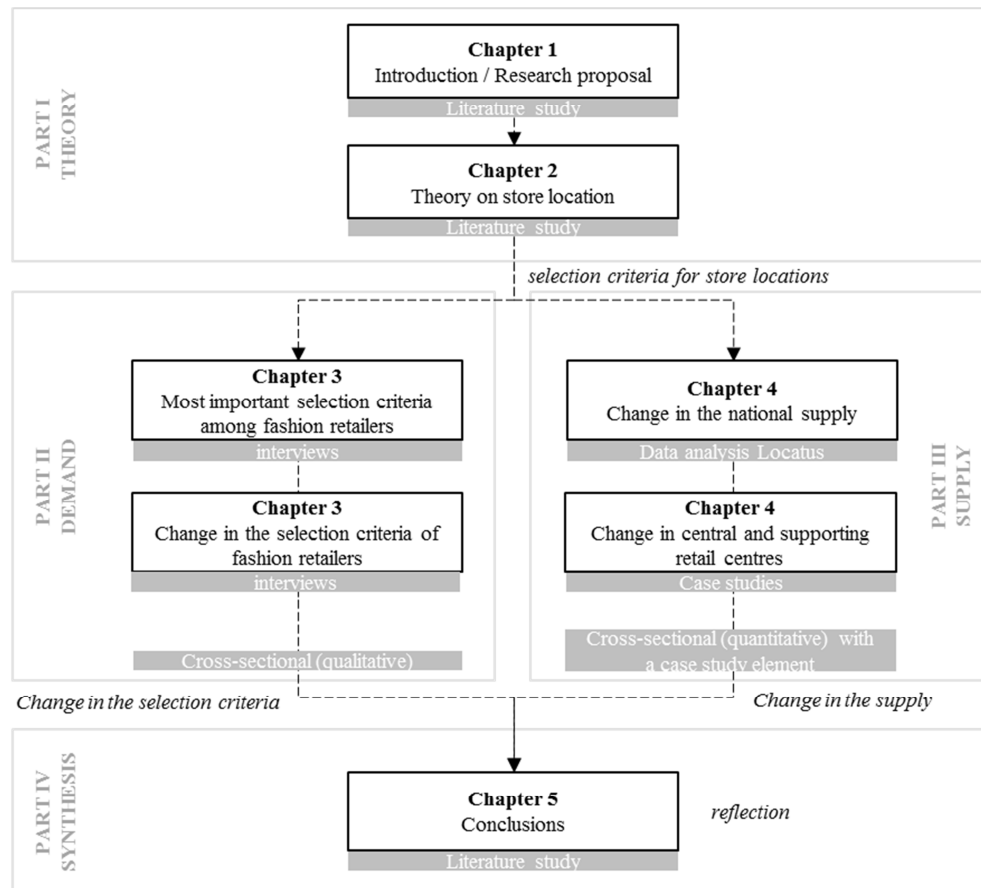 PART I
THEORY
Chapter 1
Introduction / Research proposal
Literature study
Chapter 2
Theory on store location
Literature study
selection criteria for store locations
PART II
DEMAND
Chapter 3
Most important selection criteria
among fashion retailers
interviews
Chapter 3
Change in the selection criteria of
fashion retailers
interviews
Cross-sectional (qualitative)
Change in the selection criteria
PART III
SUPPLY
Chapter 4
Change in the national supply
Data analysis Locatus
Chapter 4
Change in central and supporting
retail centres
Case studies
Cross-sectional (quantitative) with
a case study element
Change in the supply
PART IV
SYNTHESIS
Chapter 5
Conclusions
Literature study
reflection